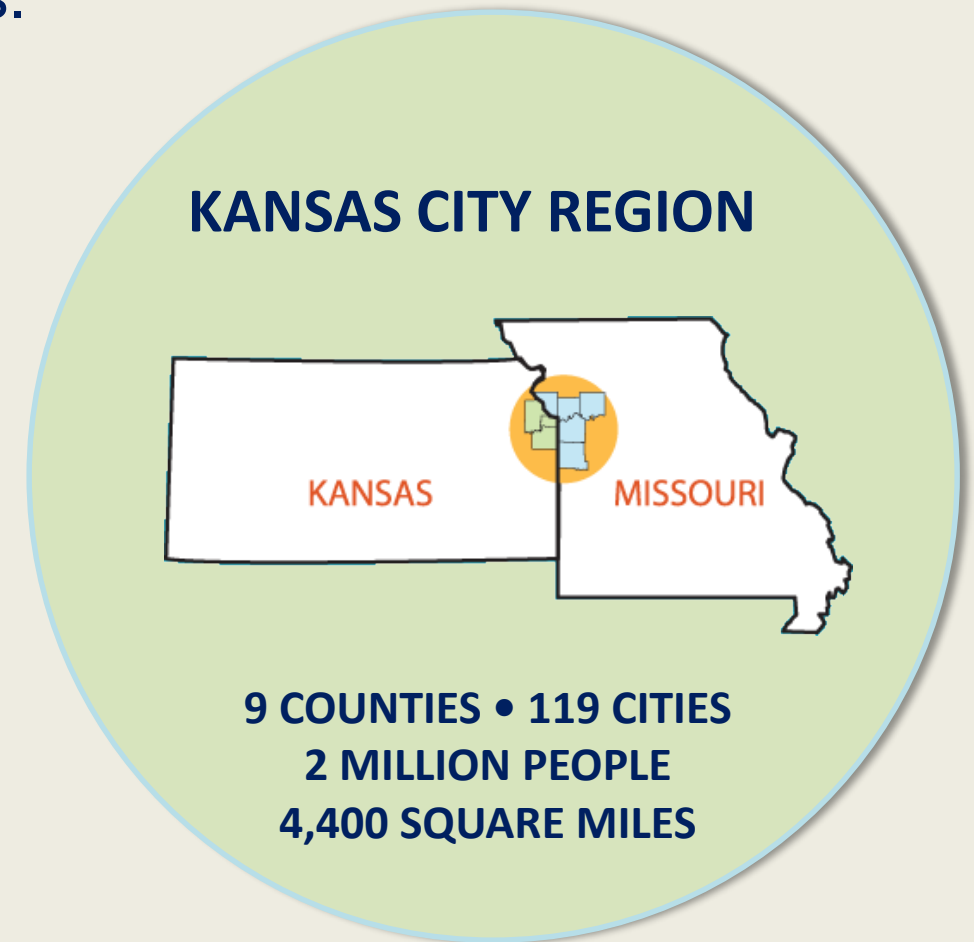 KANSAS CITY REGION
KANSAS
MISSOURI
9 COUNTIES • 119 CITIES
2 MILLION PEOPLE
4,400 SQUARE MILES